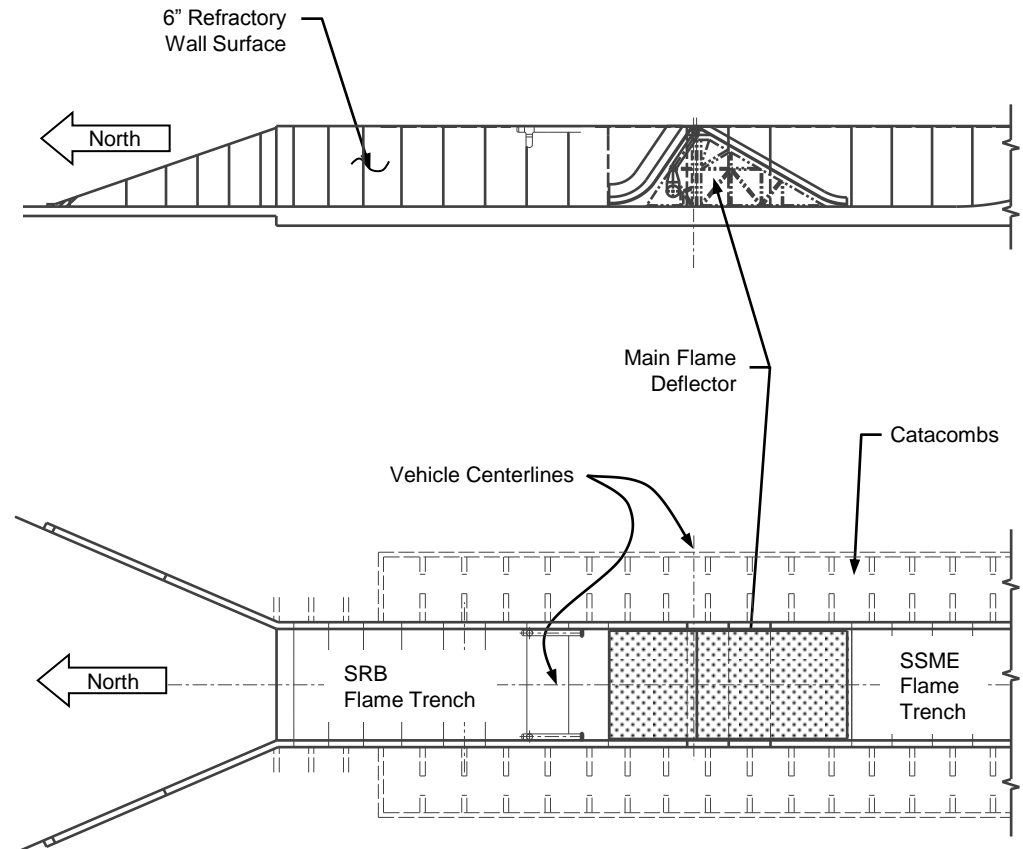 6” Refractory
Wall Surface
North
Main Flame
Deflector
Catacombs
Vehicle Centerlines
SRB
Flame Trench
SSME
Flame
Trench
North